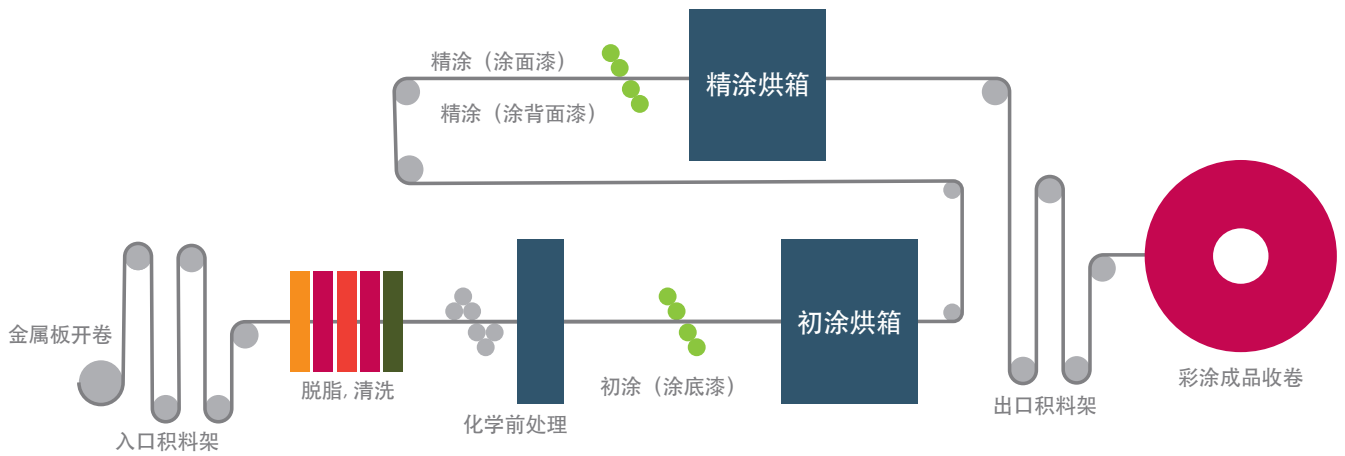 精涂（涂面漆）
精涂（涂背面漆）
精涂烘箱
金属板开卷
入口积料架
脱脂,清洗
化学前处理
初涂（涂底漆）
初涂烘箱
出口积料架
彩涂成品收卷